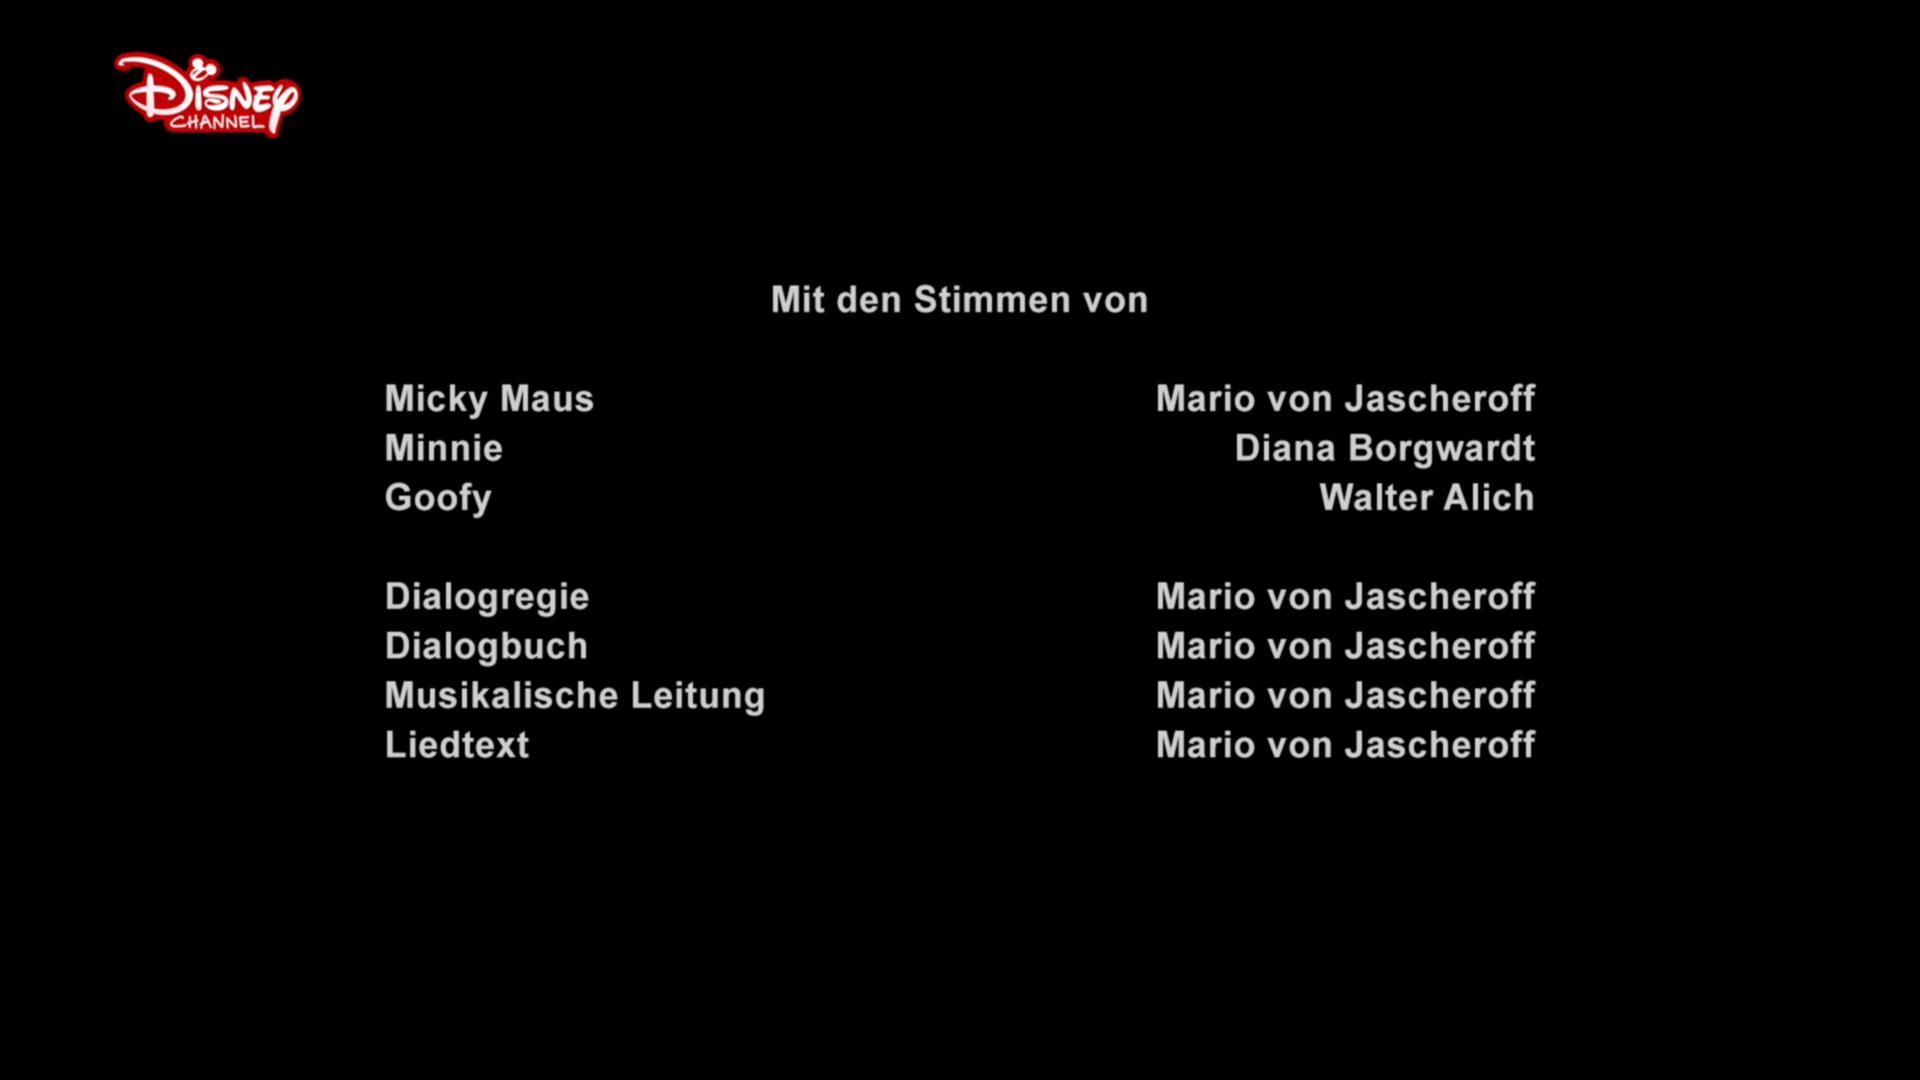 Disney
CHANNEL
Mit den Stimmen von
Micky Maus Mario von Jascheroff
Minnie Diana Borgwardt
Goofy Walter Alich
Dialogregie Mario von Jascheroff
Dialogbuch Mario von Jascheroff
Musikalische Leitung Mario von Jascheroff
Liedtext Mario von Jascheroff